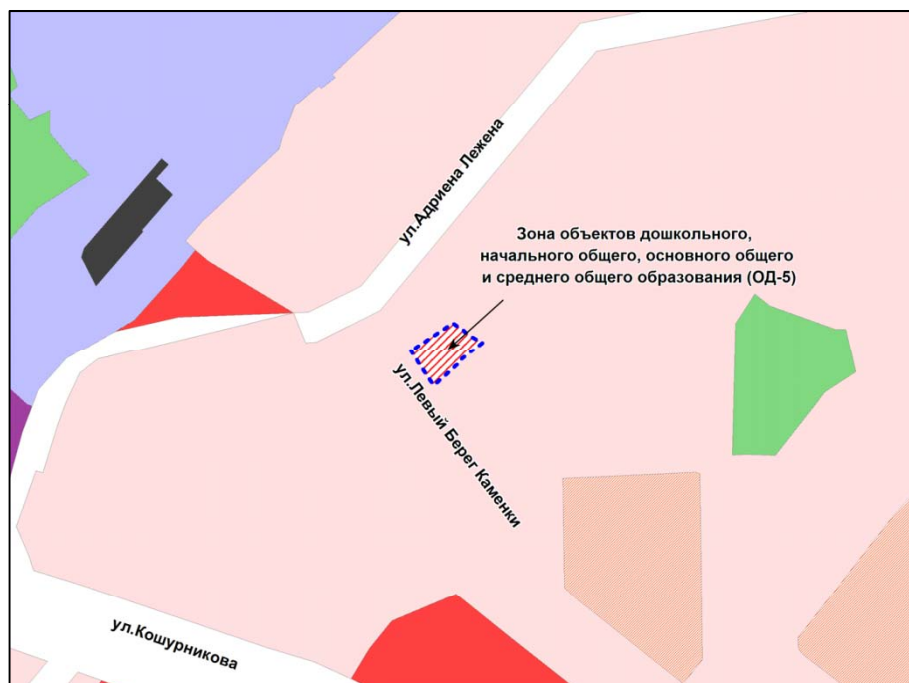 ул.Адриена Лежена
Зона объектов дошкольного,
начального общего, основного общего
и среднего общего образования (ОД-5)
ул.Левый Берег Каменки
ул.Кошурникова